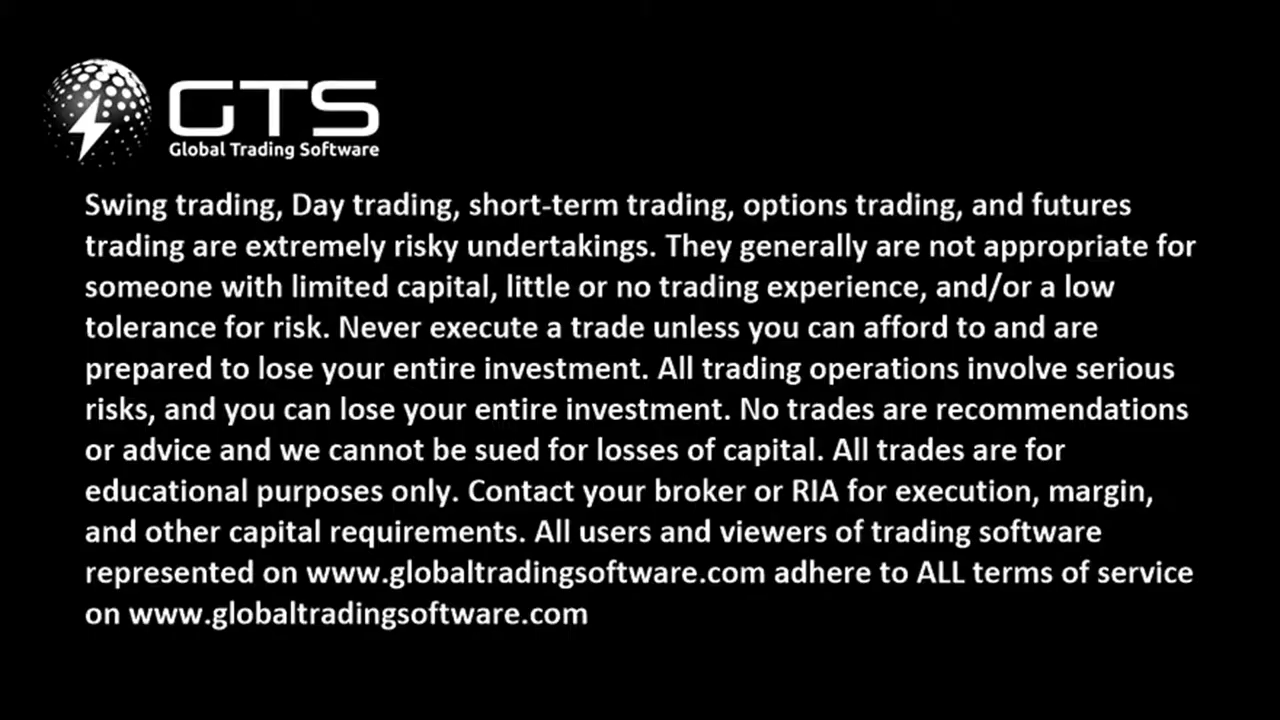 GTS
Global Trading Software
Swing trading, Day trading, short-term trading, options trading, and futures
trading are extremely risky undertakings. They generally are not appropriate for
someone with limited capital, little or no trading experience, and/or a low
tolerance for risk. Never execute a trade unless you can afford to and are
prepared to lose your entire investment. All trading operations involve serious
risks, and you can lose your entire investment. No trades are recommendations
or advice and we cannot be sued for losses of capital. All trades are for
educational purposes only. Contact your broker or RIA for execution, margin,
and other capital requirements. All users and viewers of trading software
represented on www.globaltradingsoftware.com adhere to ALL terms of service
on www.globaltradingsoftware.com